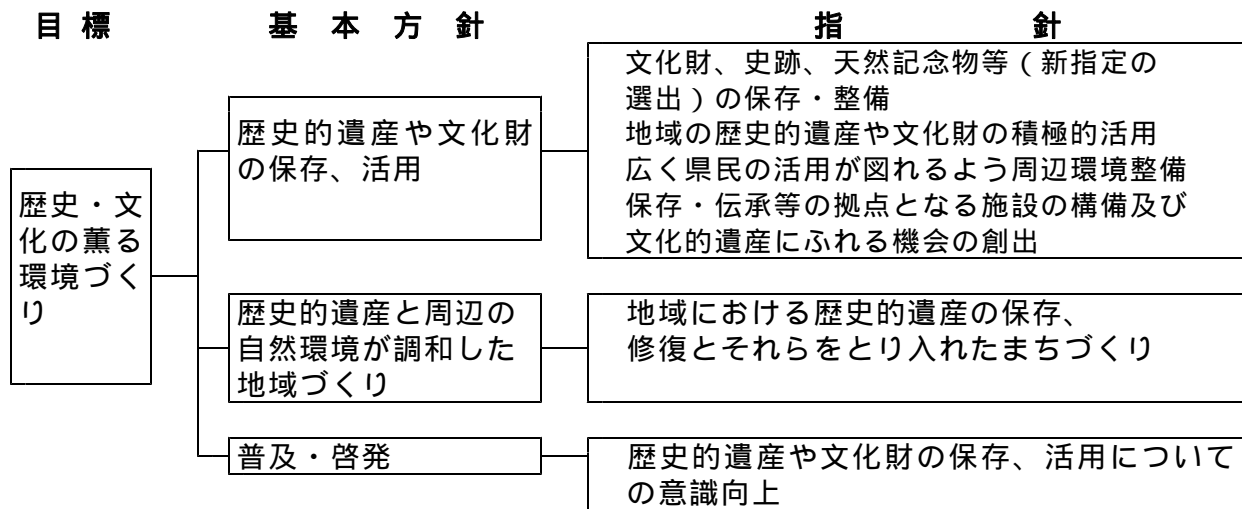 目標
基本方針
指針
歴史・文
化の薫る
環境づく
り
歴史的遺産や文化財
の保存、活用
文化財、史跡、天然記念物等(新指定の
選出)の保存・整備
地域の歴史的遺産や文化財の積極的活用
広く県民の活用が図れるよう周辺環境整備
保存・伝承等の拠点となる施設の構備及び
文化的遺産にふれる機会の創出
歴史的遺産と周辺の
自然環境が調和した
地域づくり
地域における歴史的遺産の保存、
修復とそれらをとり入れたまちづくり
普及・啓発
歴史的遺産や文化財の保存、活用について
の意識向上